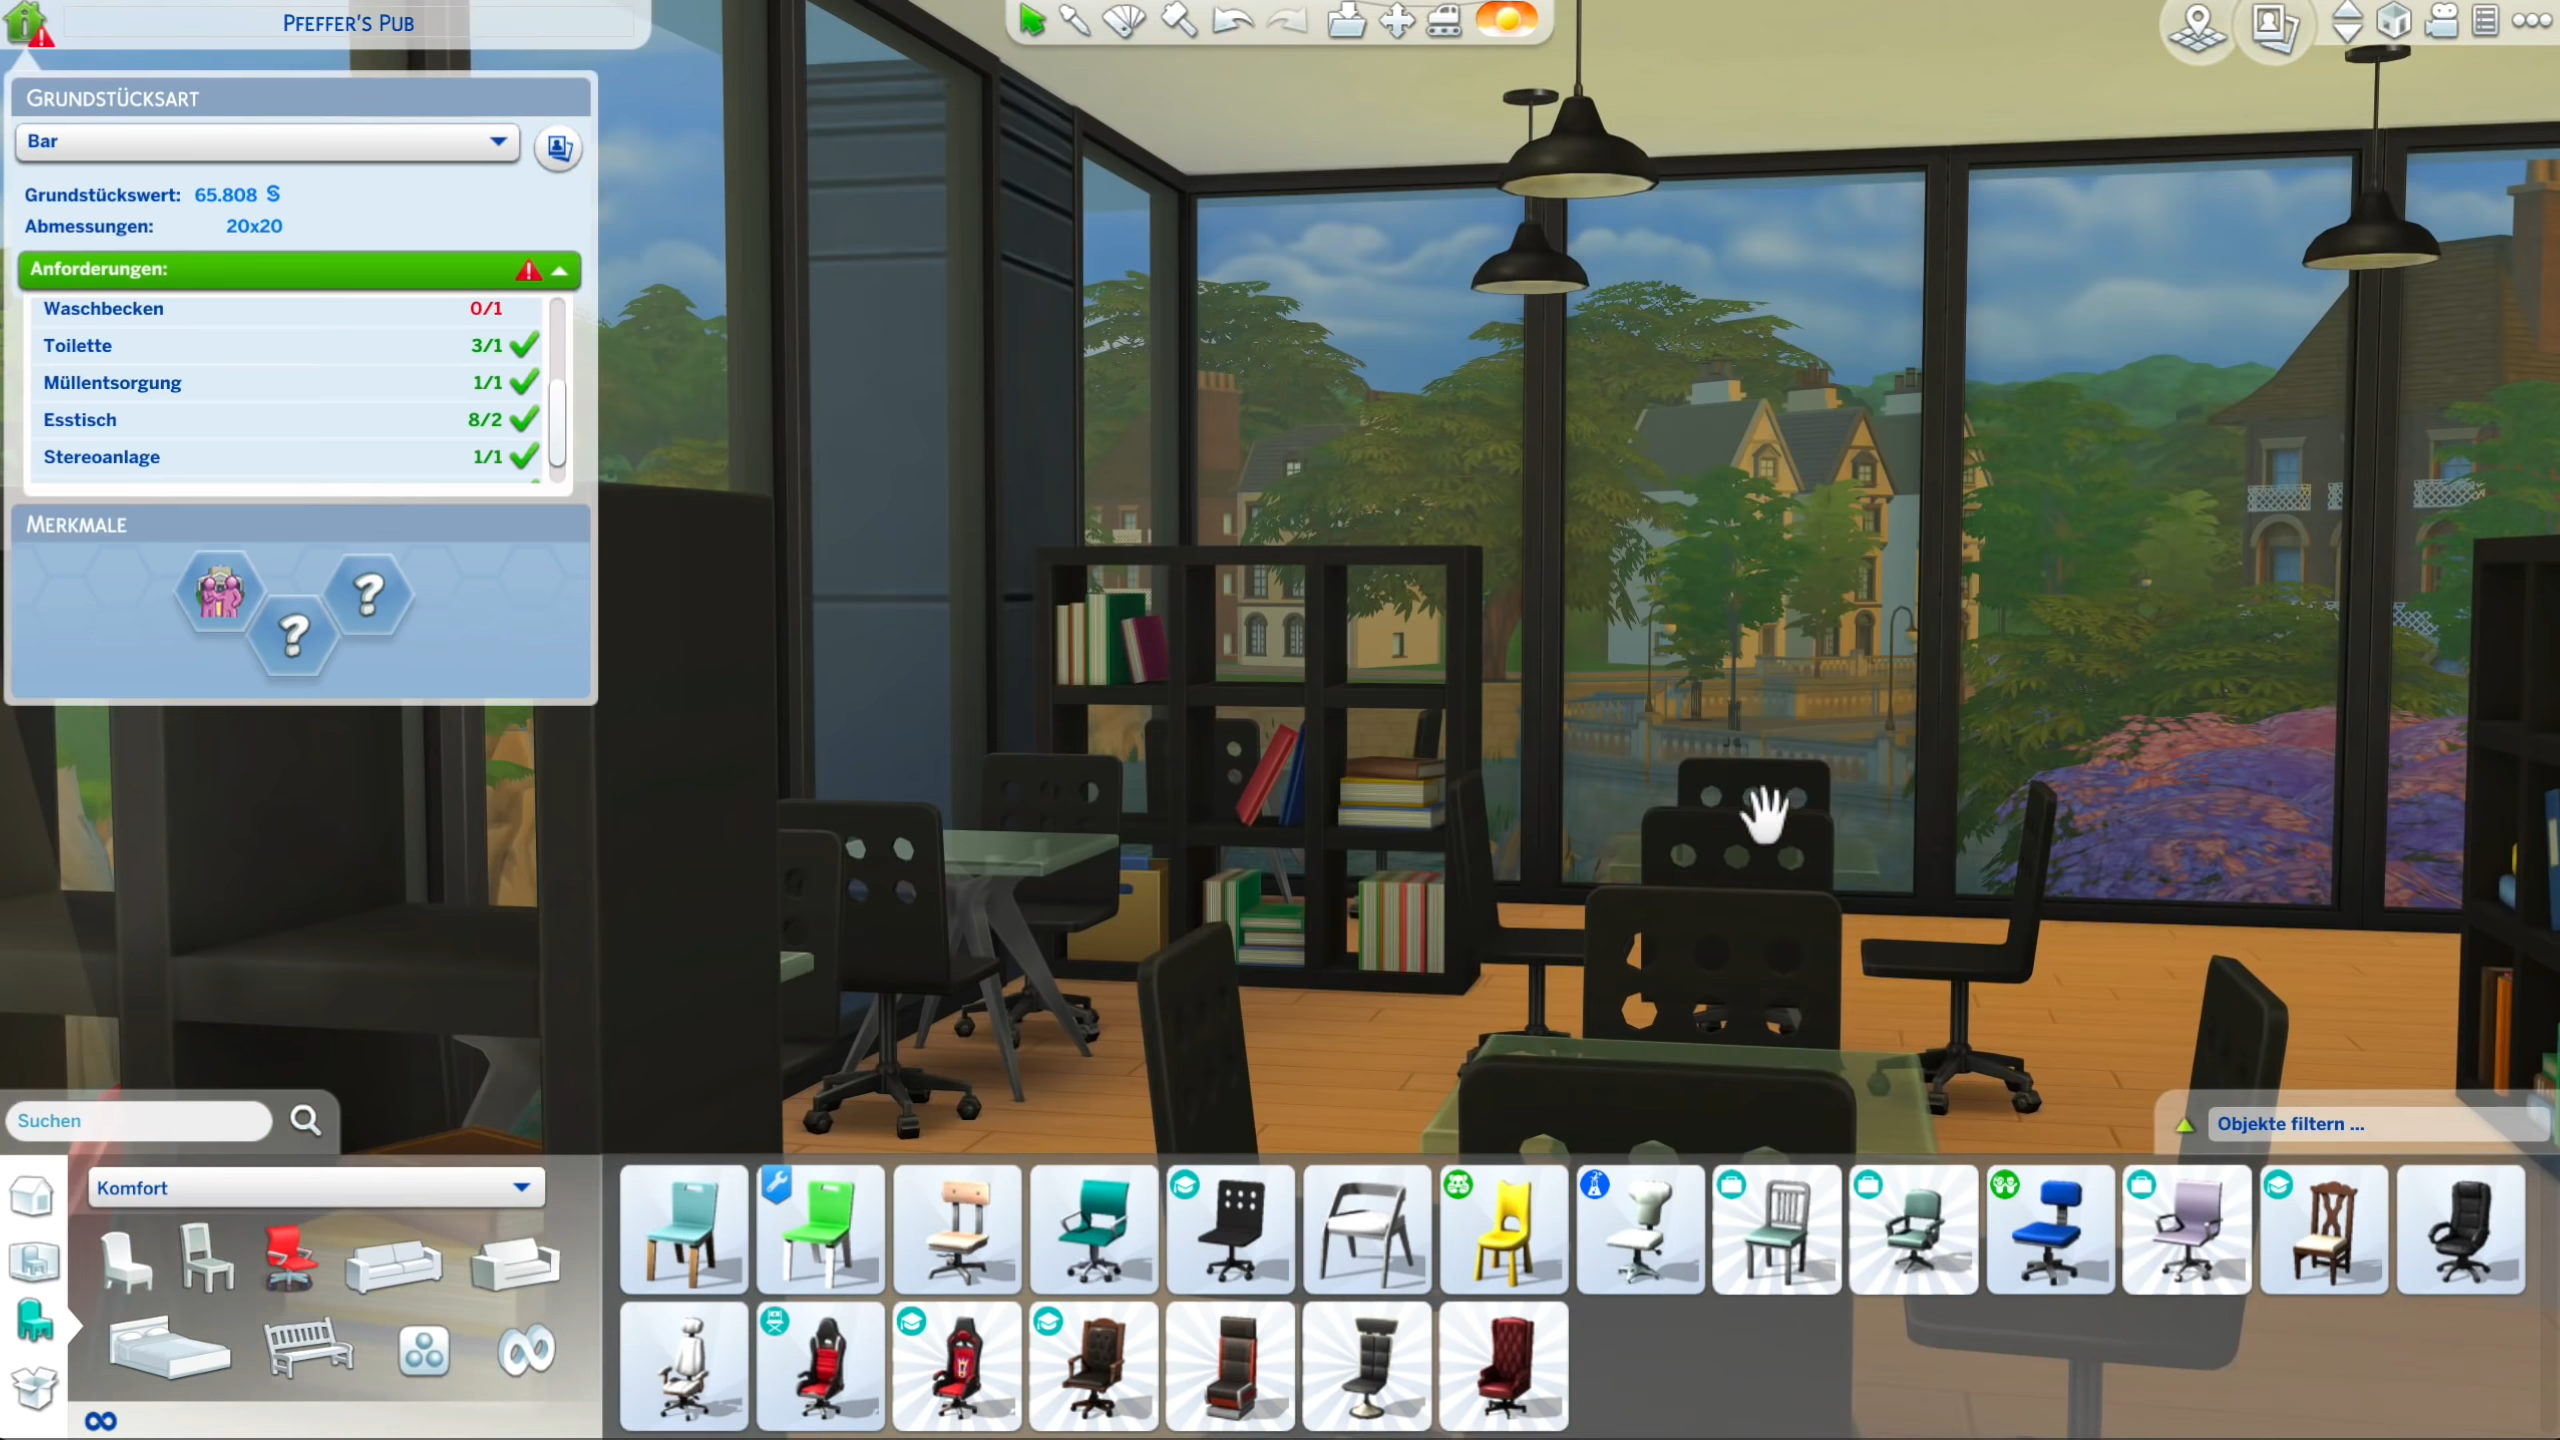 PFEFFER'S PUB
GRUNDSTÜCKSART
Bar
Grundstückswert: 65.808 §
Abmessungen: 20x20
Anforderungen:
Waschbecken 0/1
Toilette 3/1
Müllentsorgung 1/1
Esstisch 8/2
Stereoanlage 1/1
MERKMALE
? ?
Suchen
Objekte filtern ...
Komfort